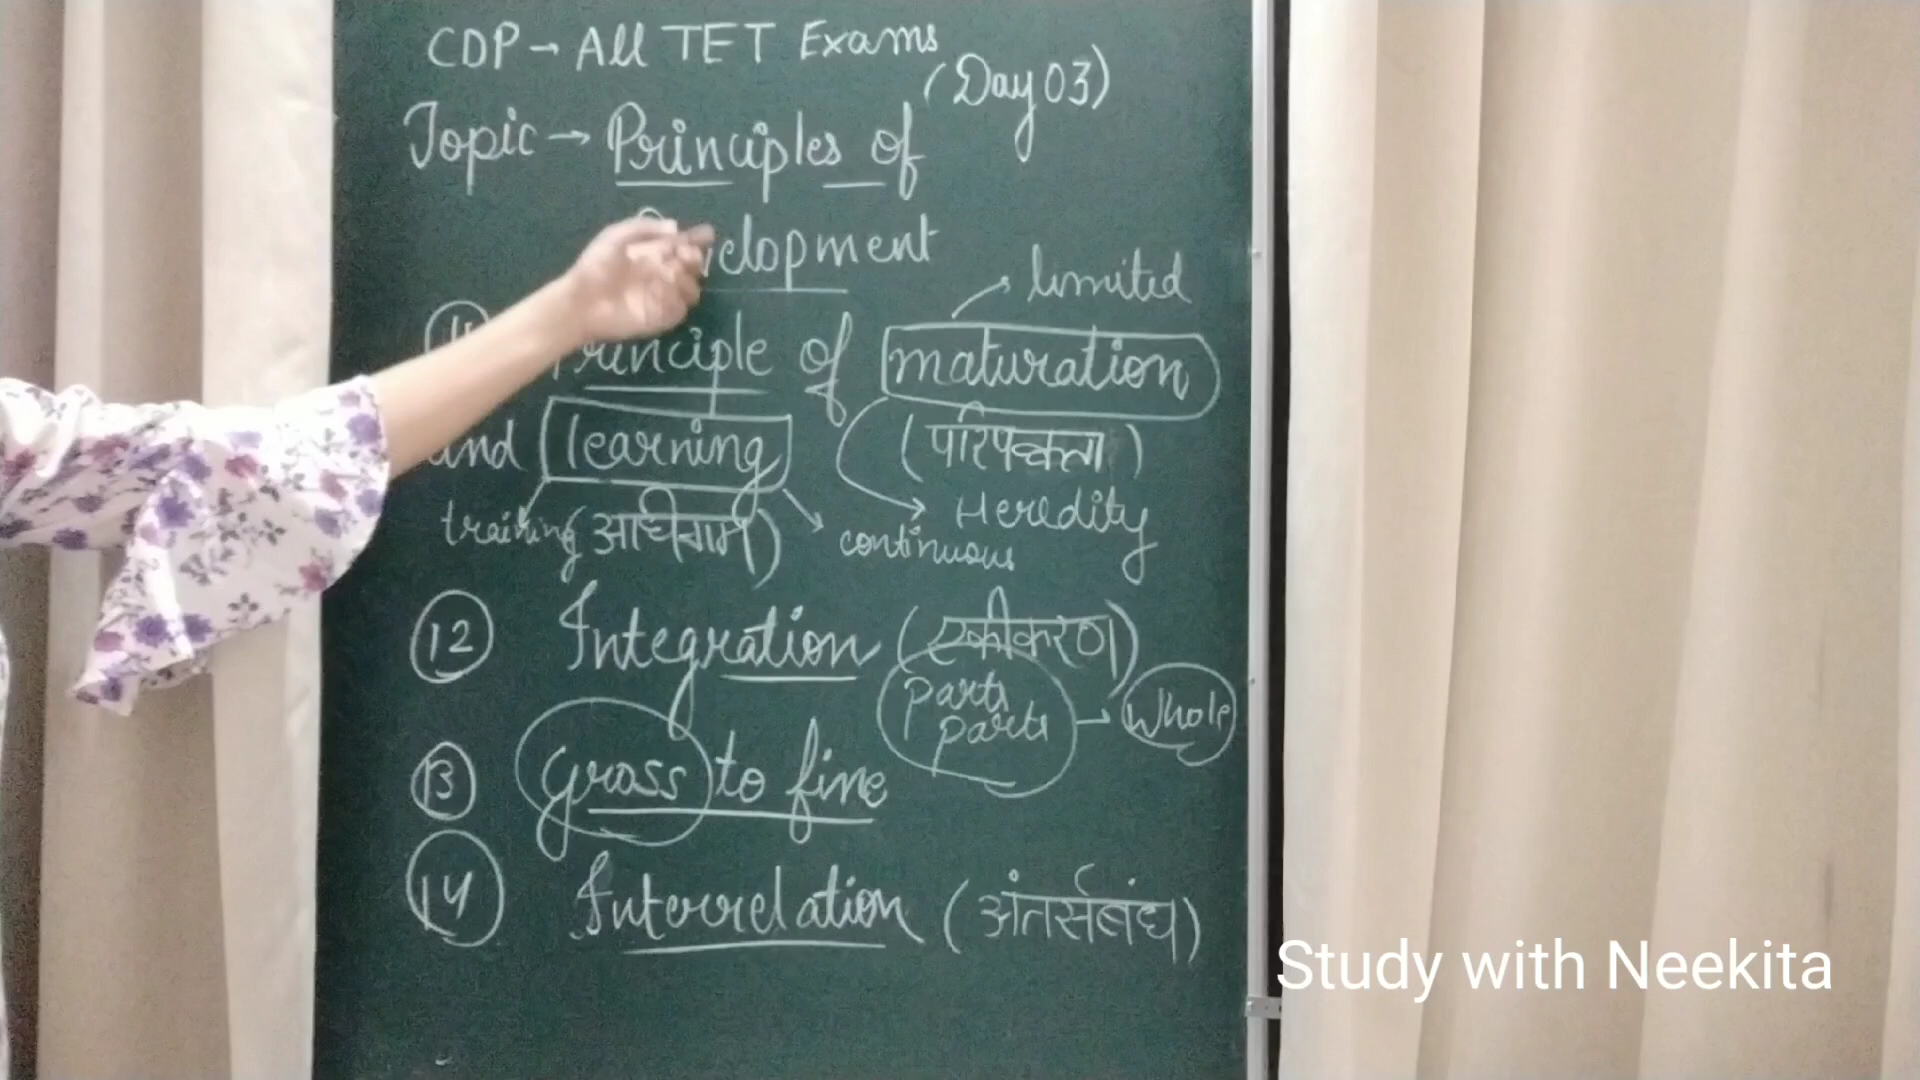 CDP → All TET Exams
(Day 03)
Topic → Principles of
velopment
limited
of maturation
and learning (परिपक्वता)
training (अधिगम) continuous Heredity
12 Integration (एकीकरण)
parts parts → Whole
13 Gross to fine
14 Interrelation (अंतर्संबंध)
Study with Neekita